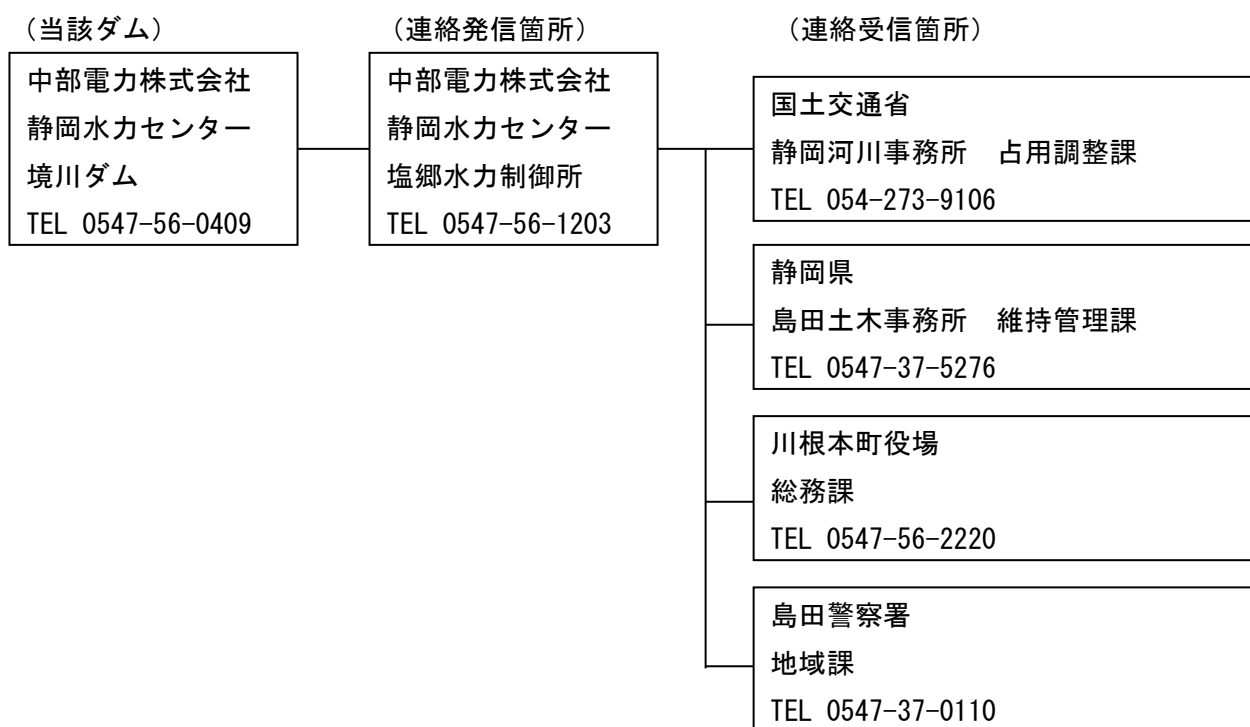 （当該ダム）
中部電力株式会社
静岡水力センター
境川ダム
TEL 0547-56-0409
（連絡発信箇所）
中部電力株式会社
静岡水力センター
塩郷水力制御所
TEL 0547-56-1203
（連絡受信箇所）
国土交通省
静岡河川事務所　占用調整課
TEL 054-273-9106
静岡県
島田土木事務所　維持管理課
TEL 0547-37-5276
川根本町役場
総務課
TEL 0547-56-2220
島田警察署
地域課
TEL 0547-37-0110